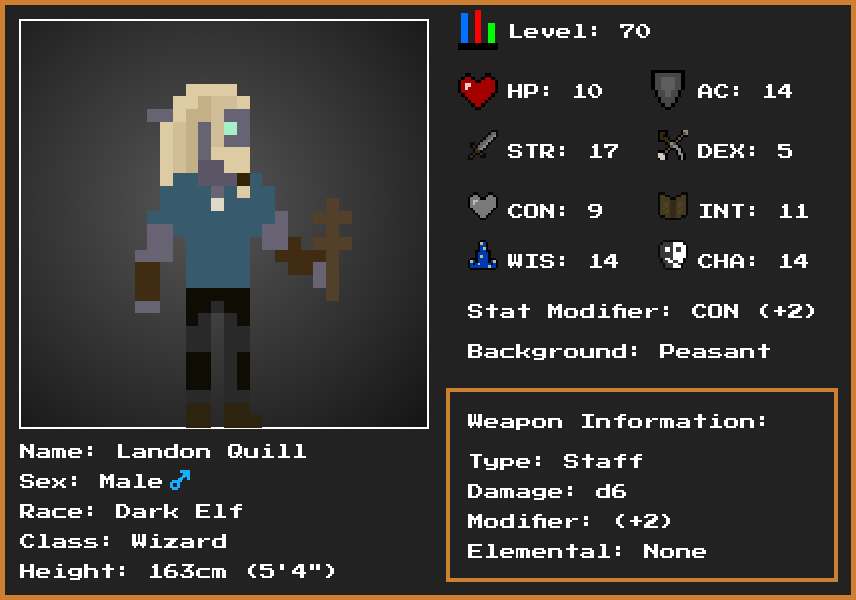 Level: 70
HP: 10 AC: 14
STR: 17 DEX: 5
CON: 9 INT: 11
WIS: 14 CHA: 14
Stat Modifier: CON (+2)
Background: Peasant
Weapon Information:
Type: Staff
Damage: d6
Modifier: (+2)
Elemental: None
Name: Landon Quill
Sex: Male♂
Race: Dark Elf
Class: Wizard
Height: 163cm (5'4")